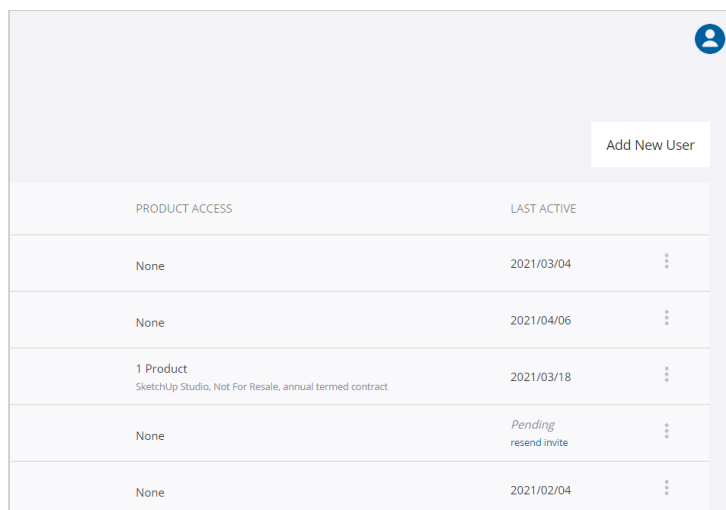 Add New User
PRODUCT ACCESS LAST ACTIVE
None 2021/03/04
None 2021/04/06
1 Product
SketchUp Studio, Not For Resale, annual termed contract
2021/03/18
None
Pending
resend invite
None 2021/02/04